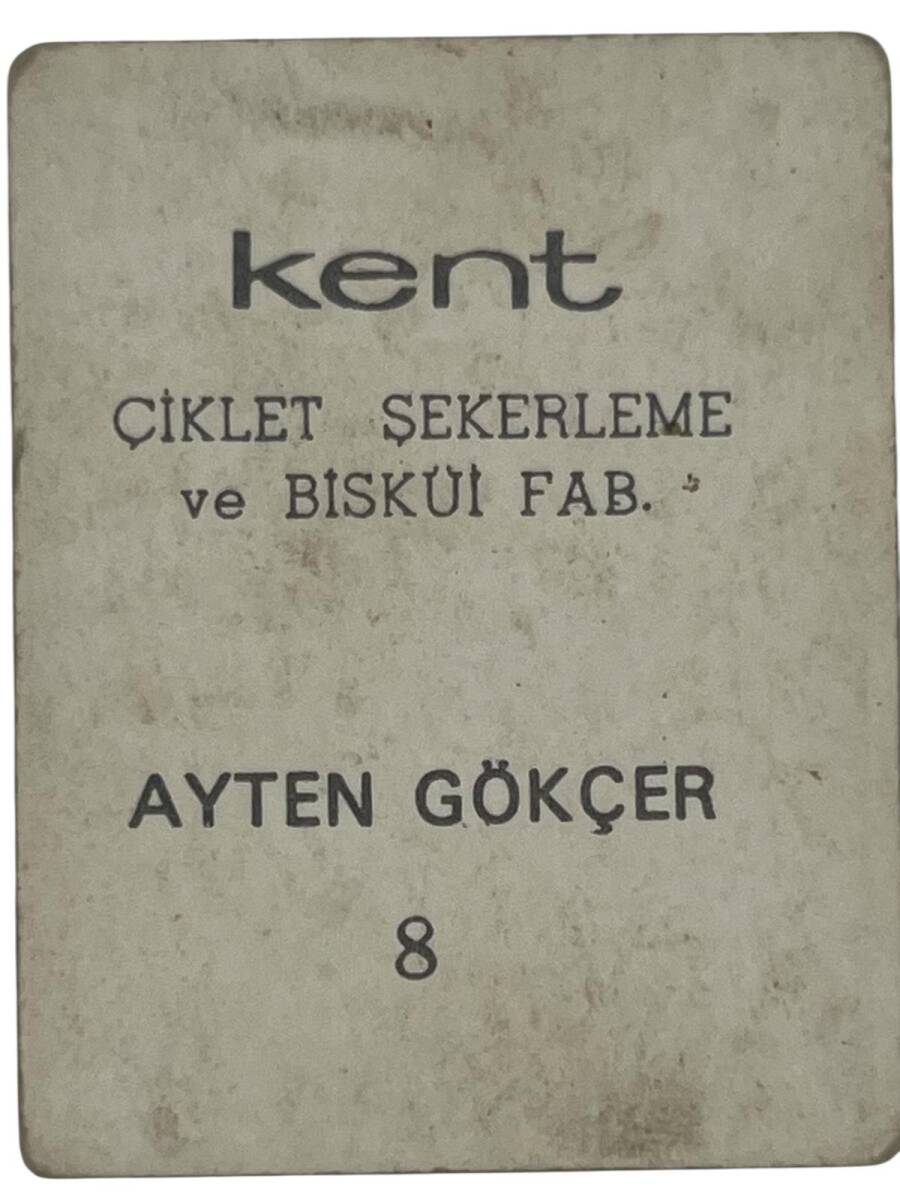 kent
ÇİKLET ŞEKERLEME
ve BİSKÜİ FAB.
AYTEN GÖKÇER
8